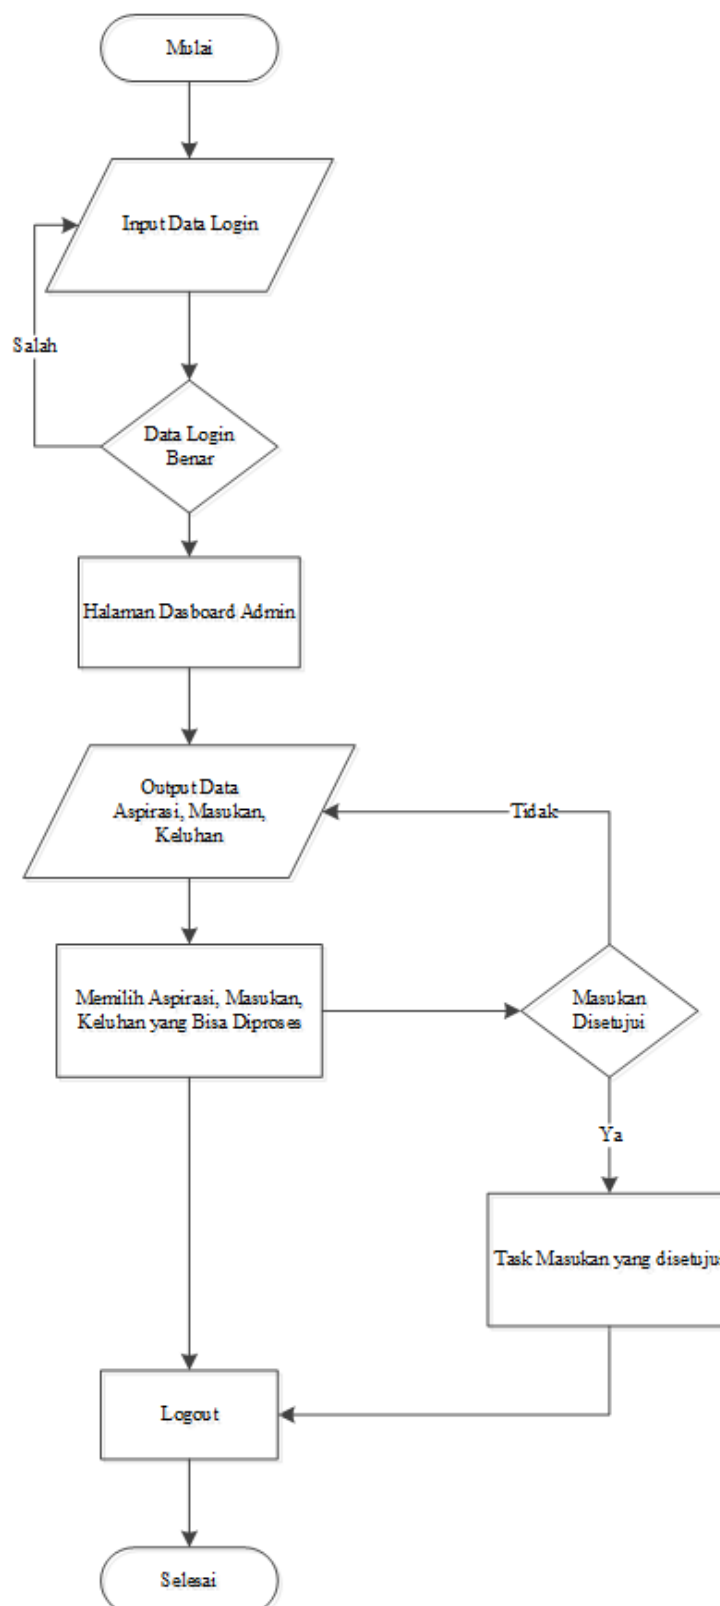 Mulai
Input Data Login
Salah
Data Login
Benar
Halaman Dasboard Admin
Output Data
Aspirasi, Masukan,
Keluhan
Tidak
Memilih Aspirasi, Masukan,
Keluhan yang Bisa Diproses
Masukan
Disetujui
Ya
Task Masukan yang disetujui
Logout
Selesai